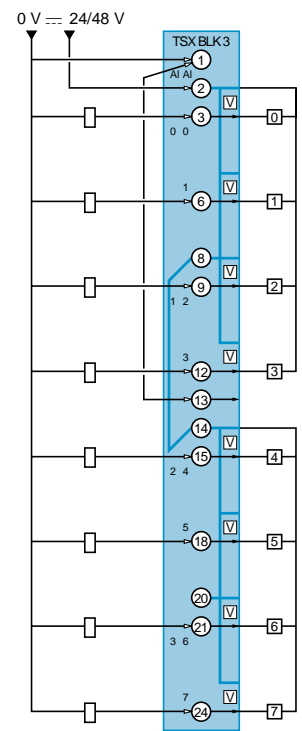 0 V ⎓ 24/48 V
TSX BLK 3
1
AI AI
2
3 V 0
0 0
1 V
6 1
8
V
9 2
1 2
3 V
12 3
13
14
V
15 4
2 4
5 V
18 5
20
V
21 6
3 6
7 V
24 7